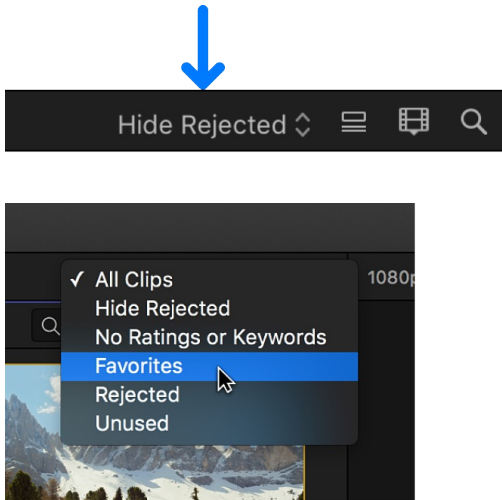 Hide Rejected
✓ All Clips
1080p
Hide Rejected
No Ratings or Keywords
Favorites
Rejected
Unused